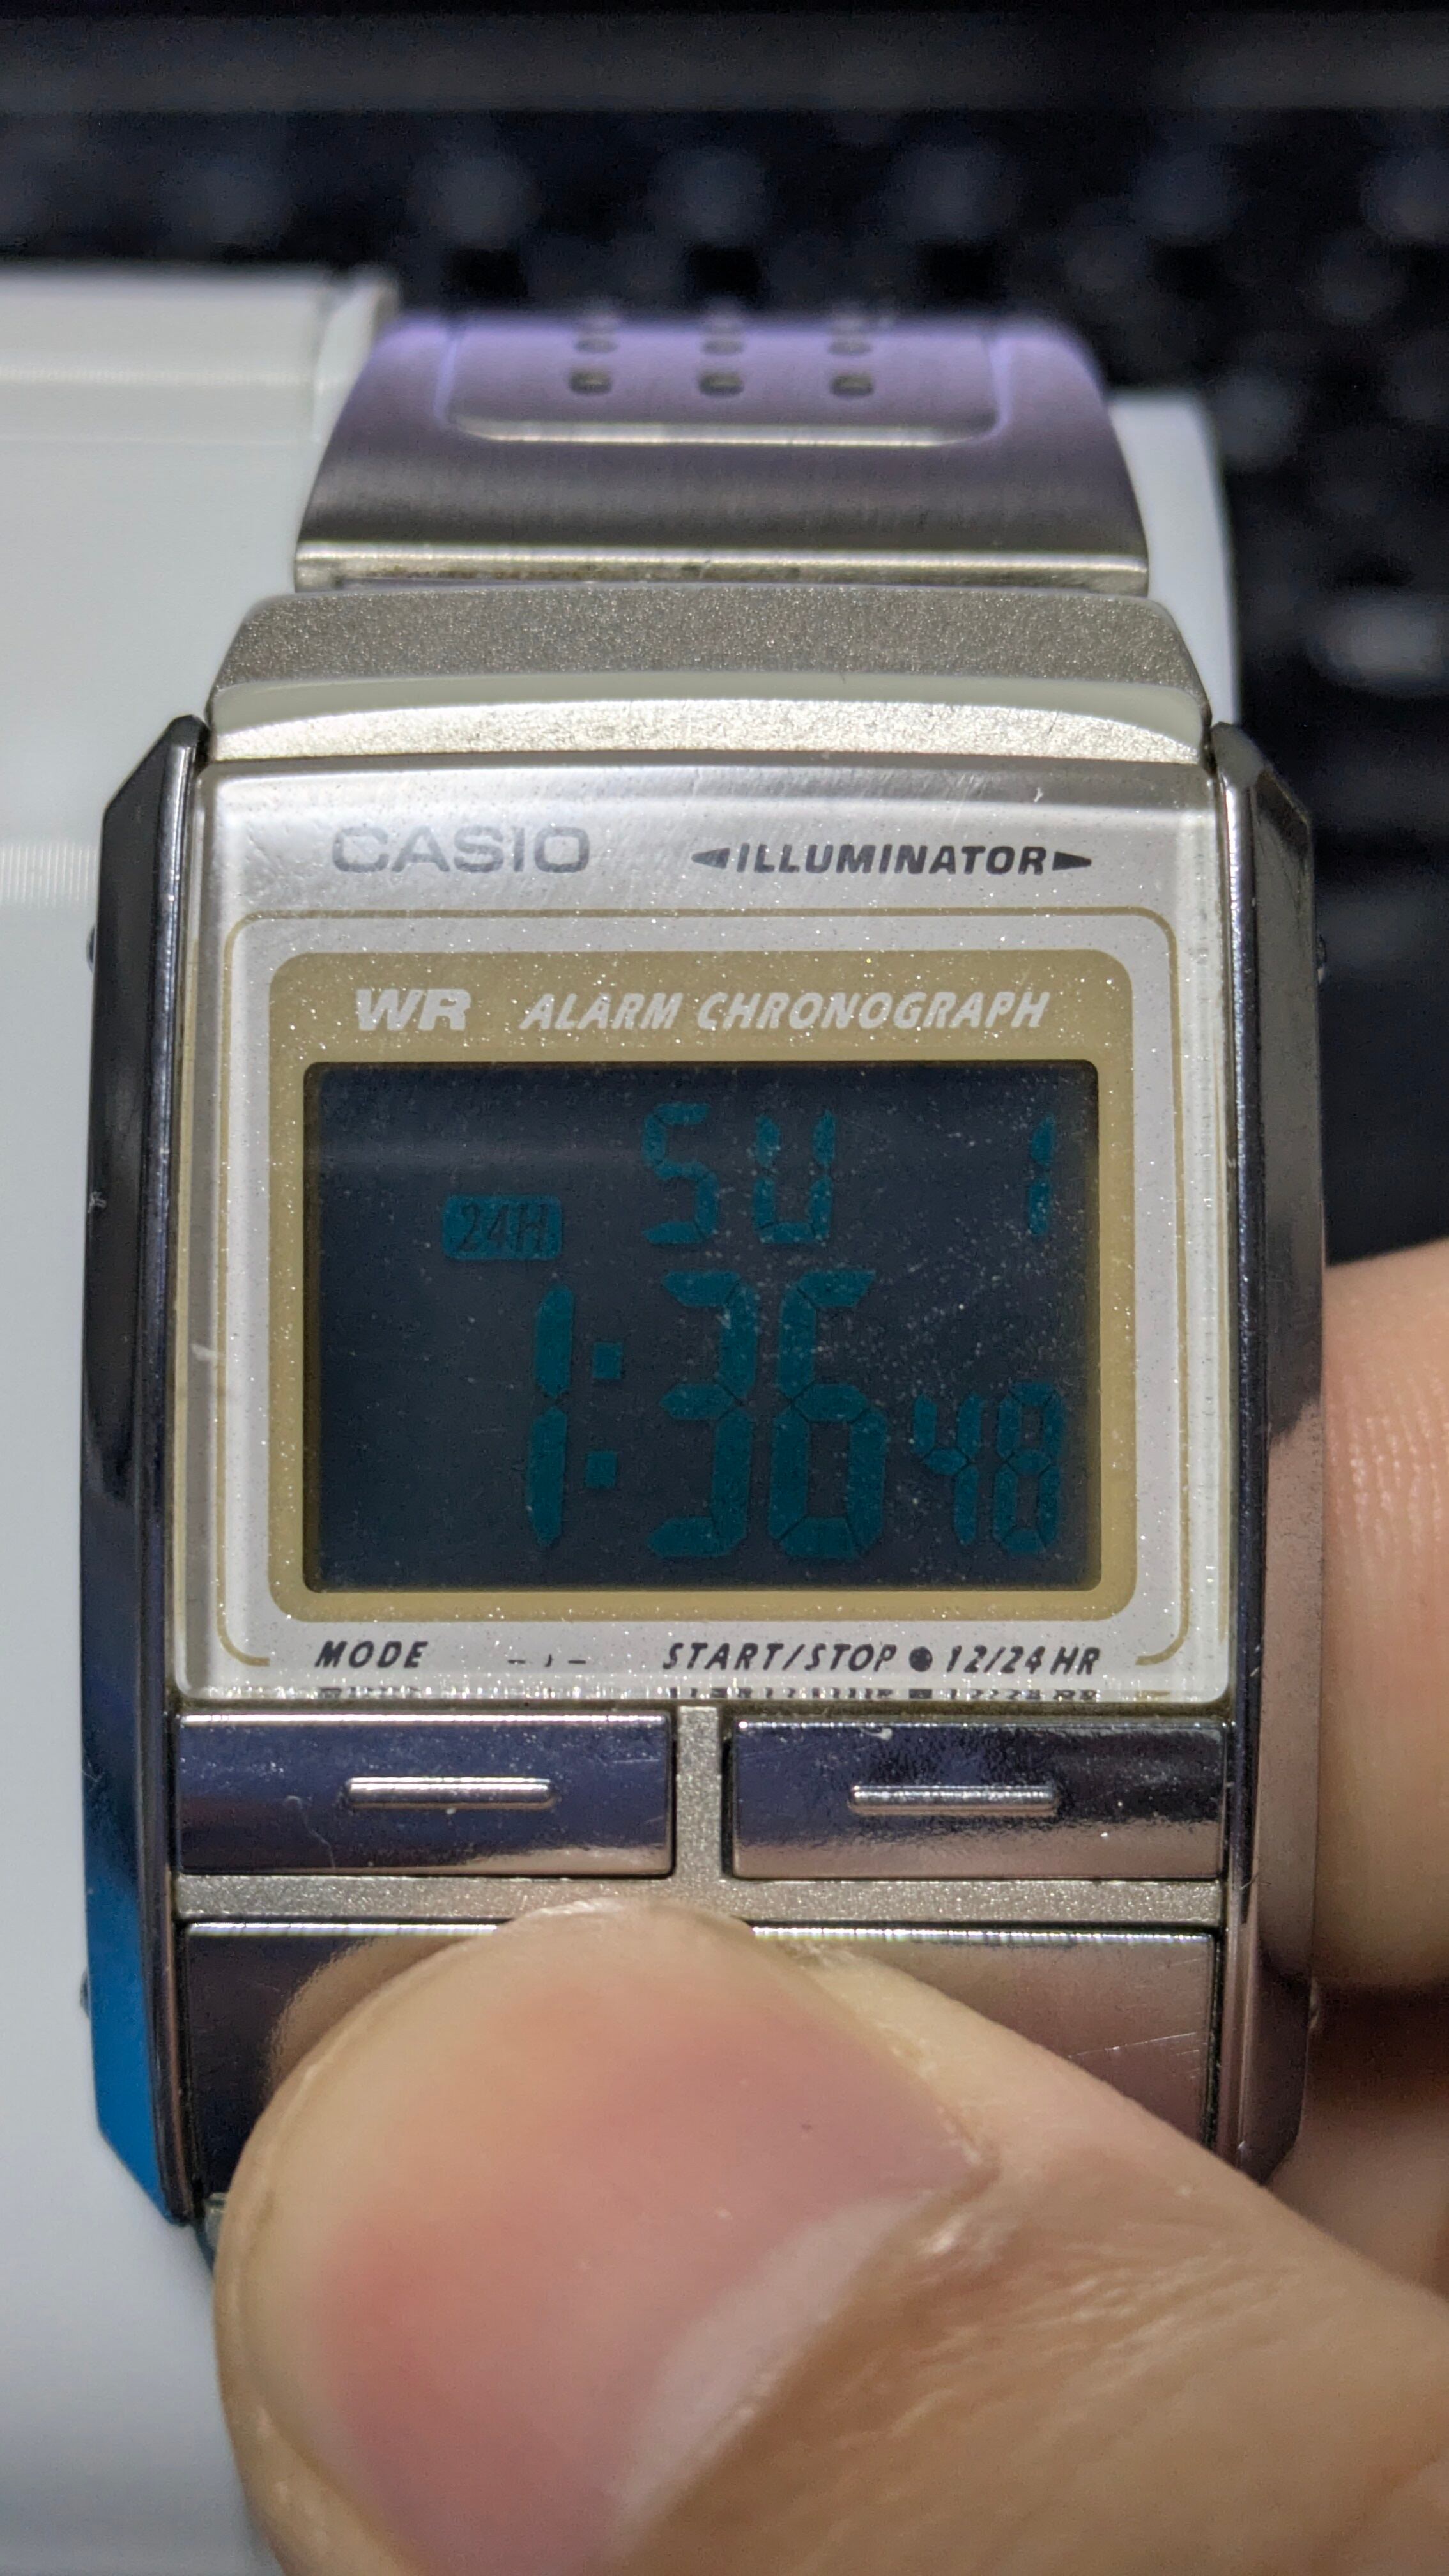 CASIO ILLUMINATOR
WR ALARM CHRONOGRAPH
SU 1
24H
1:36 48
MODE START/STOP ● 12/24 HR